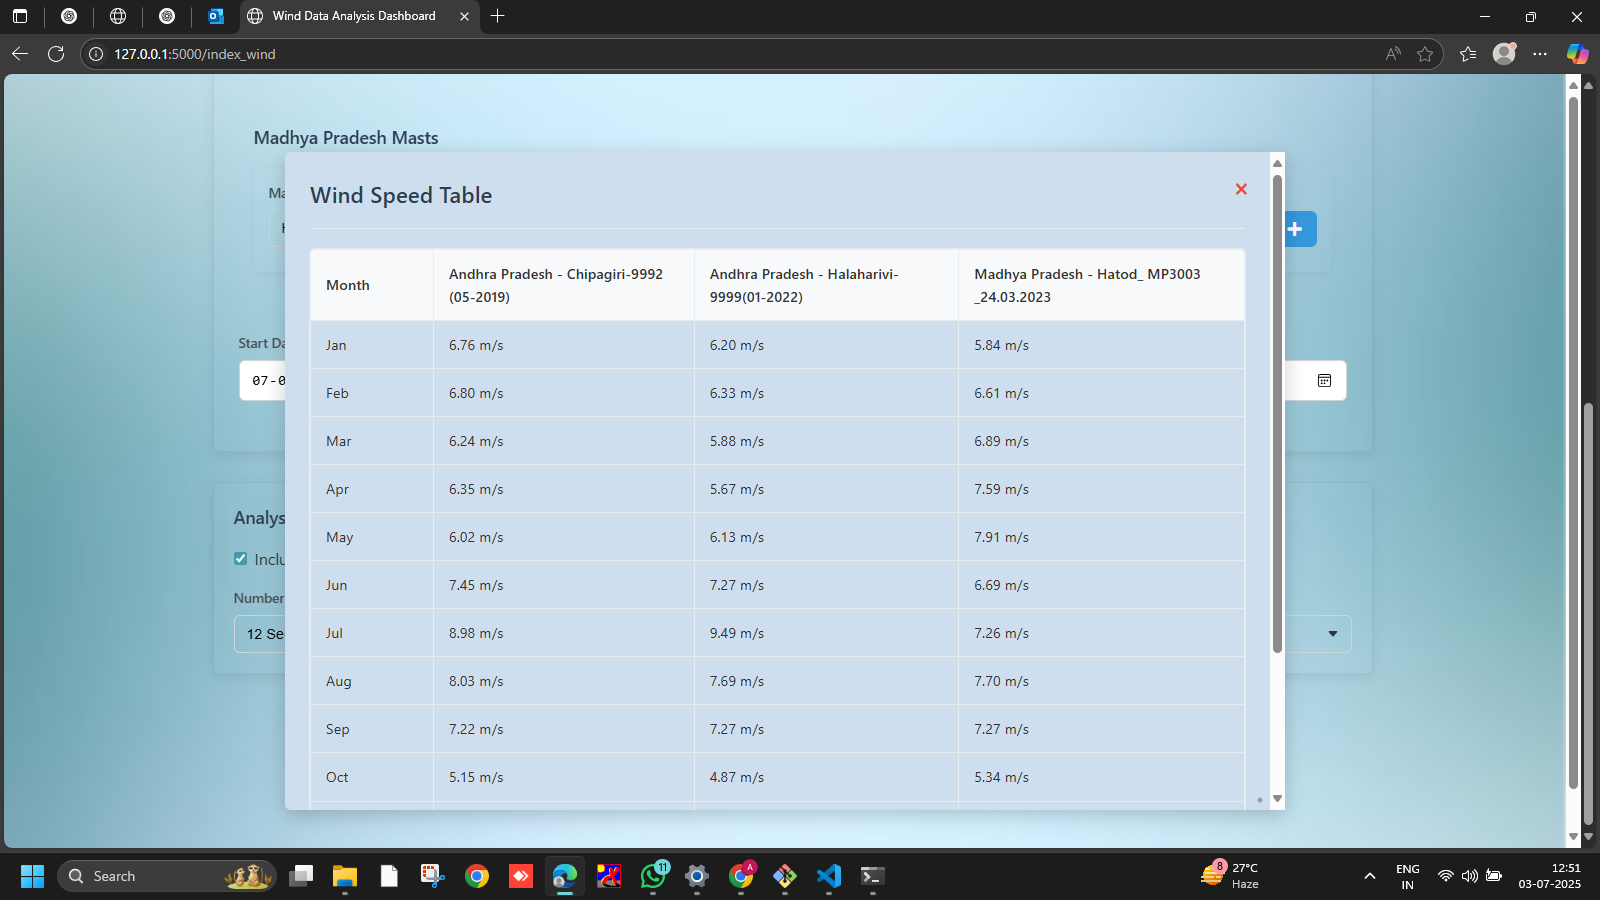 Wind Data Analysis Dashboard
127.0.0.1:5000/index_wind
Madhya Pradesh Masts
Wind Speed Table
Month
Andhra Pradesh - Chipagiri-9992
(05-2019)
Andhra Pradesh - Halaharivi-
9999(01-2022)
Madhya Pradesh - Hatod_ MP3003
_24.03.2023
Jan 6.76 m/s 6.20 m/s 5.84 m/s
Feb 6.80 m/s 6.33 m/s 6.61 m/s
Mar 6.24 m/s 5.88 m/s 6.89 m/s
Apr 6.35 m/s 5.67 m/s 7.59 m/s
May 6.02 m/s 6.13 m/s 7.91 m/s
Jun 7.45 m/s 7.27 m/s 6.69 m/s
Jul 8.98 m/s 9.49 m/s 7.26 m/s
Aug 8.03 m/s 7.69 m/s 7.70 m/s
Sep 7.22 m/s 7.27 m/s 7.27 m/s
Oct 5.15 m/s 4.87 m/s 5.34 m/s
Start Da
07-0
Analys
Inclu
Number
12 Se
Search
11
A
8
27°C
Haze
ENG
IN
12:51
03-07-2025